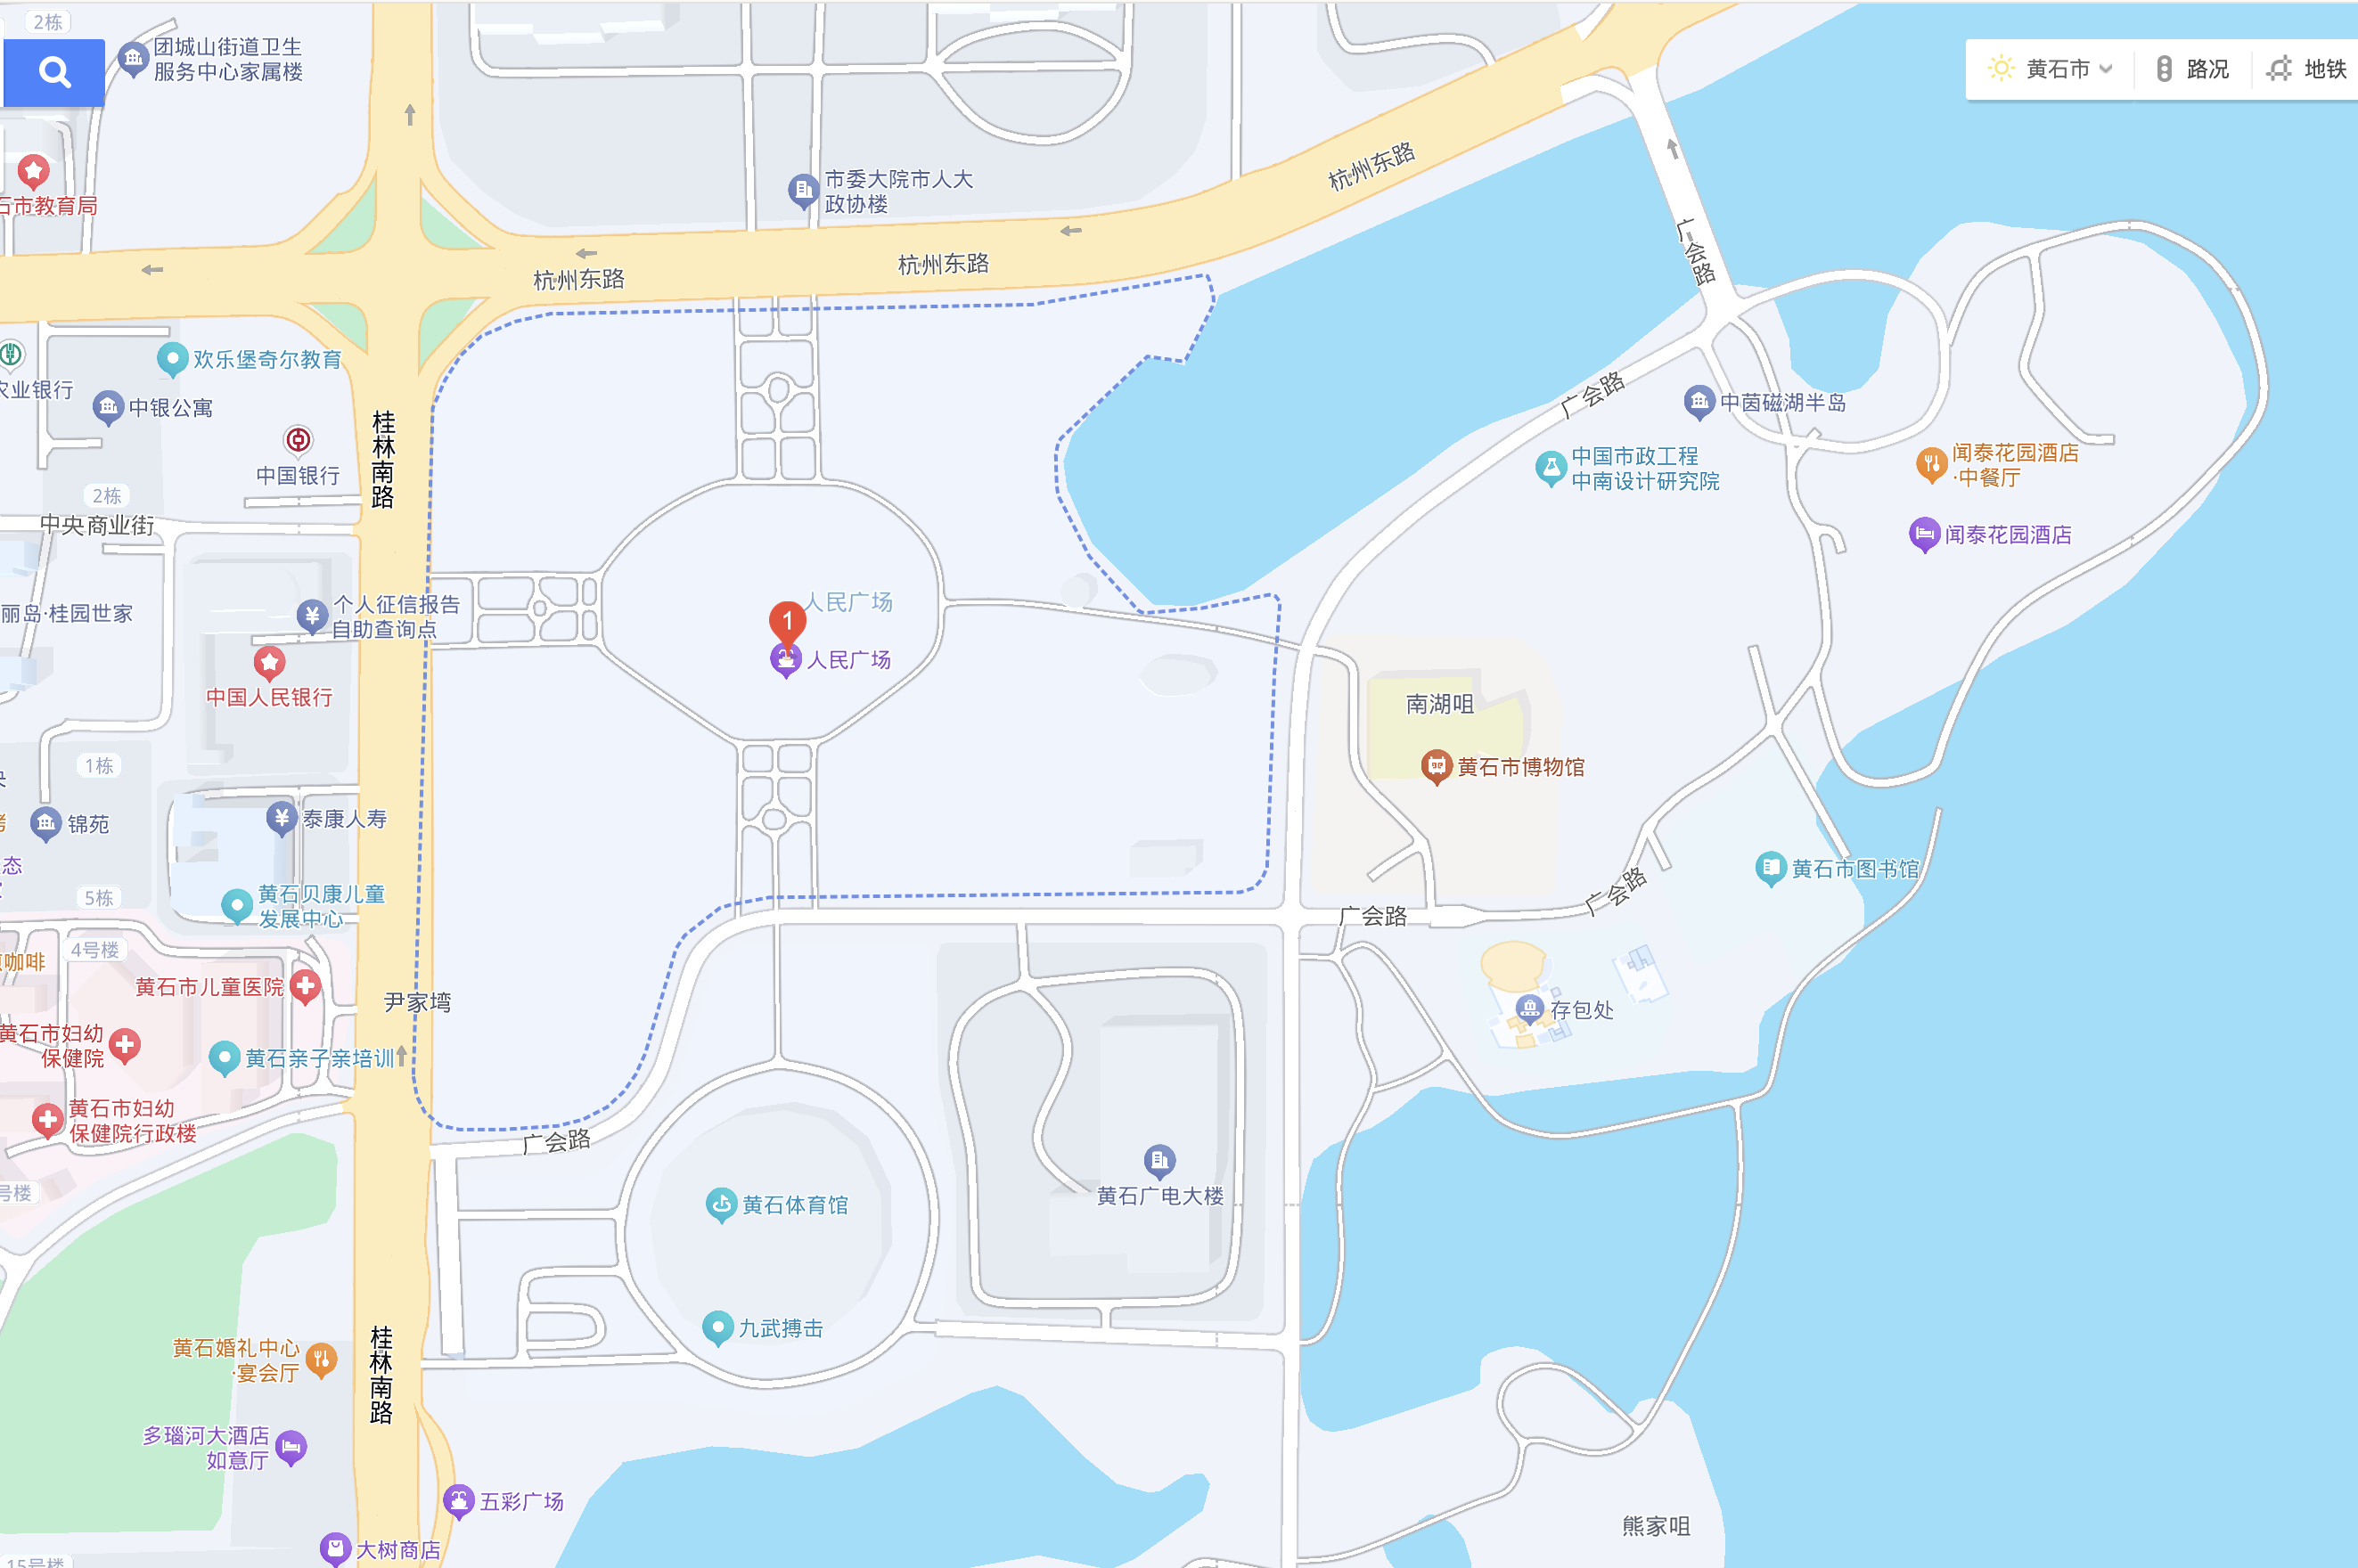 2栋
团城山街道卫生
服务中心家属楼
黄石市
路况
地铁
石市教育局
市委大院市人大
政协楼
杭州东路
杭州东路
杭州东路
广会路
欢乐堡奇尔教育
农业银行
中银公寓
中国银行
桂林南路
2栋
中央商业街
广会路
中茵磁湖半岛
中国市政工程
中南设计研究院
闻泰花园酒店
·中餐厅
闻泰花园酒店
丽岛·桂园世家
个人征信报告
自助查询点
中国人民银行
人民广场
1
人民广场
南湖咀
黄石市博物馆
1栋
锦苑
泰康人寿
态
5栋
黄石贝康儿童
发展中心
黄石市图书馆
广会路
广会路
4号楼
咖啡
黄石市儿童医院
尹家塆
存包处
黄石市妇幼
保健院
黄石亲子亲培训
黄石市妇幼
保健院行政楼
广会路
号楼
黄石体育馆
黄石广电大楼
九武搏击
黄石婚礼中心
·宴会厅
桂林南路
多瑙河大酒店
如意厅
五彩广场
大树商店
熊家咀
15号楼